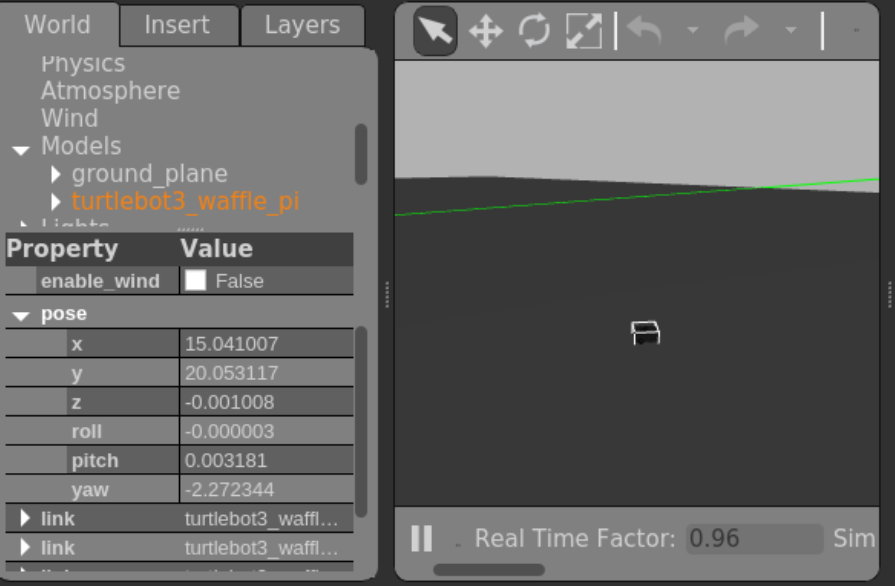 World Insert Layers
Physics
Atmosphere
Wind
Models
ground_plane
turtlebot3_waffle_pi
Lights
Property Value
enable_wind False
pose
x 15.041007
y 20.053117
z -0.001008
roll -0.000003
pitch 0.003181
yaw -2.272344
link turtlebot3_waffl...
link turtlebot3_waffl...
Real Time Factor: 0.96 Sim